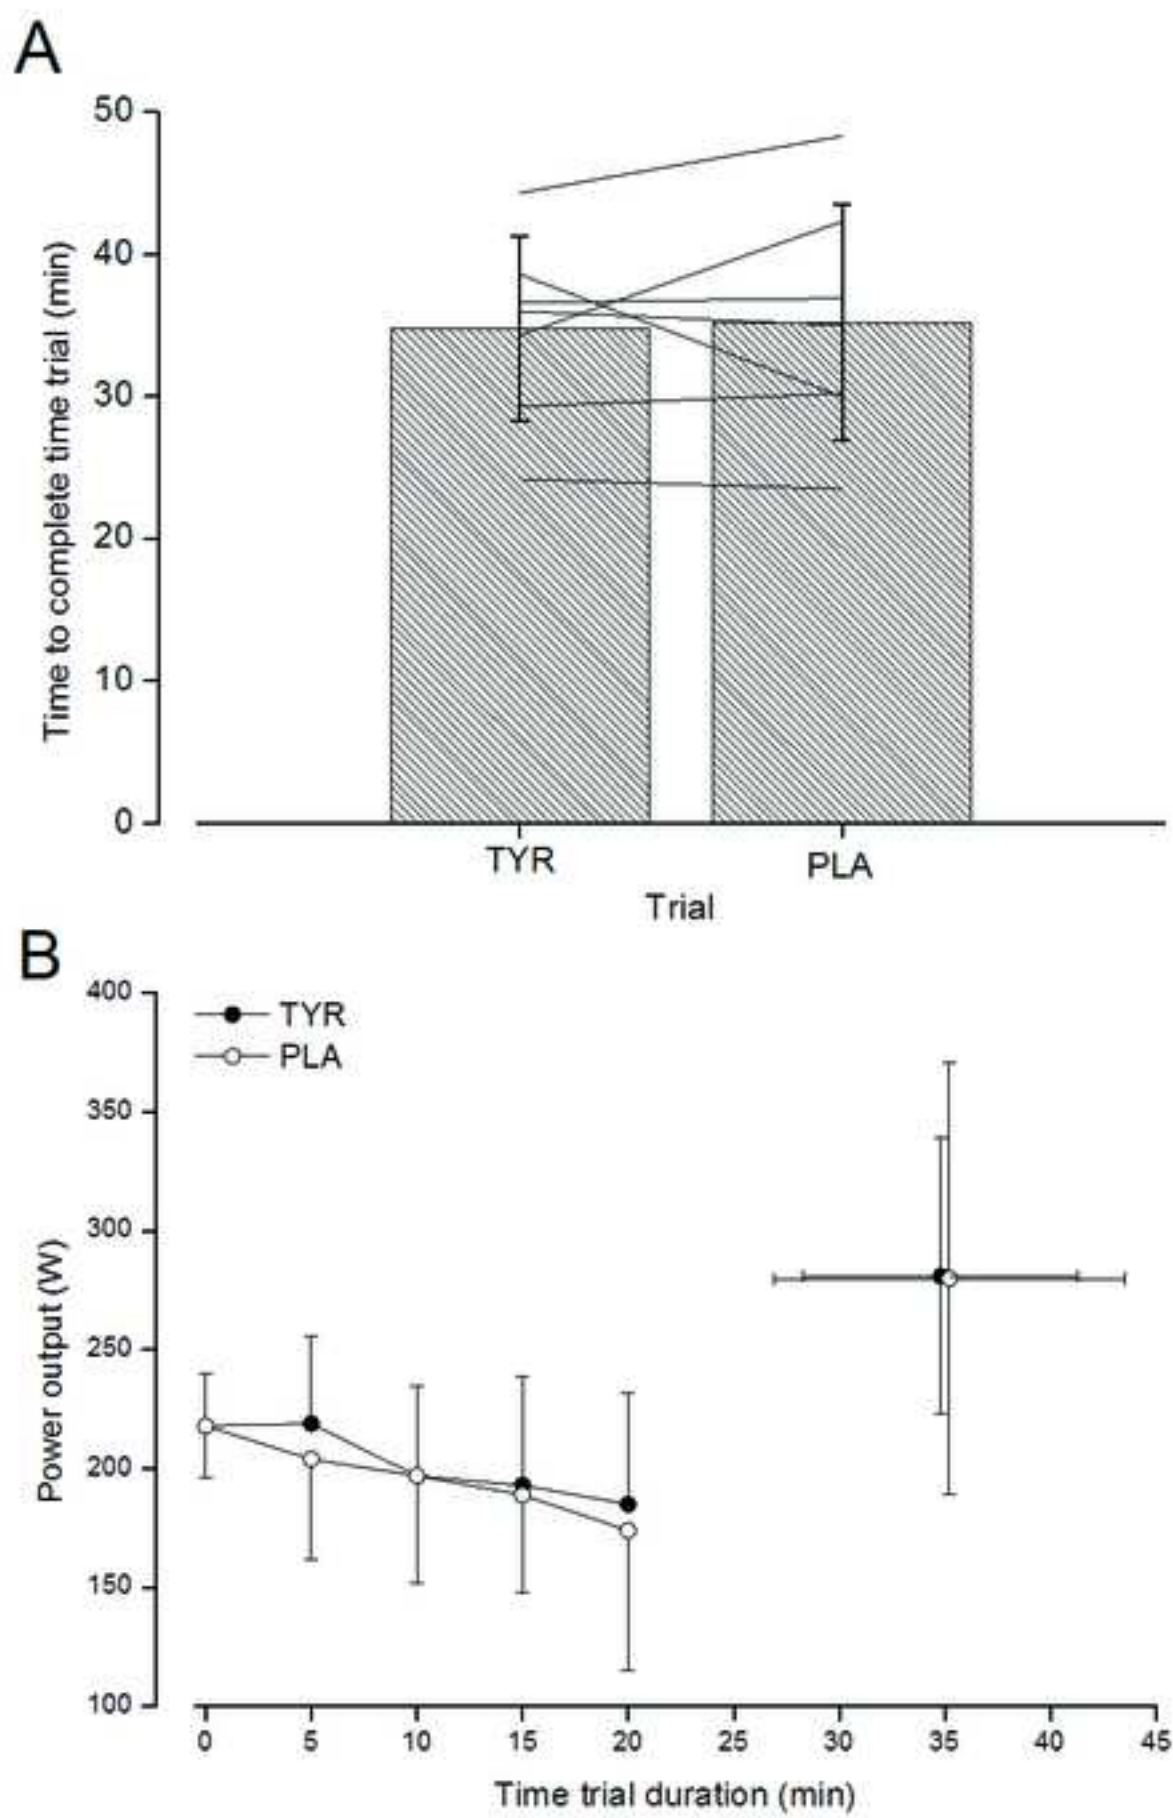 A
50
40
30
20
10
0
Time to complete time trial (min)
TYR
PLA
Trial
B
400
350
300
250
200
150
100
Power output (W)
TYR
PLA
0 5 10 15 20 25 30 35 40 45
Time trial duration (min)